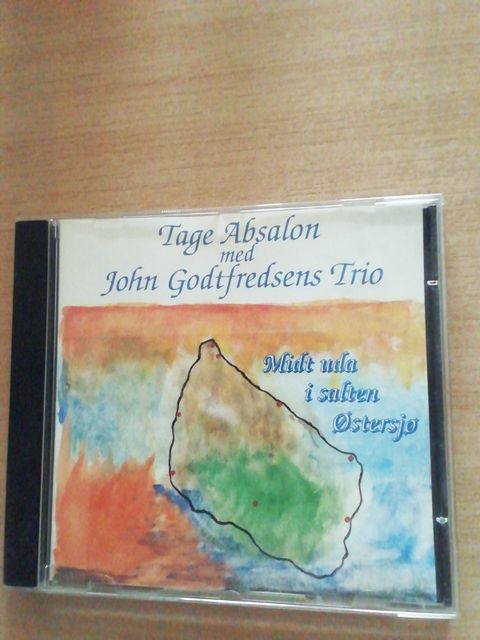 Tage Absalon
med
John Godtfredsens Trio
Midt uda
i salten
Østersjø